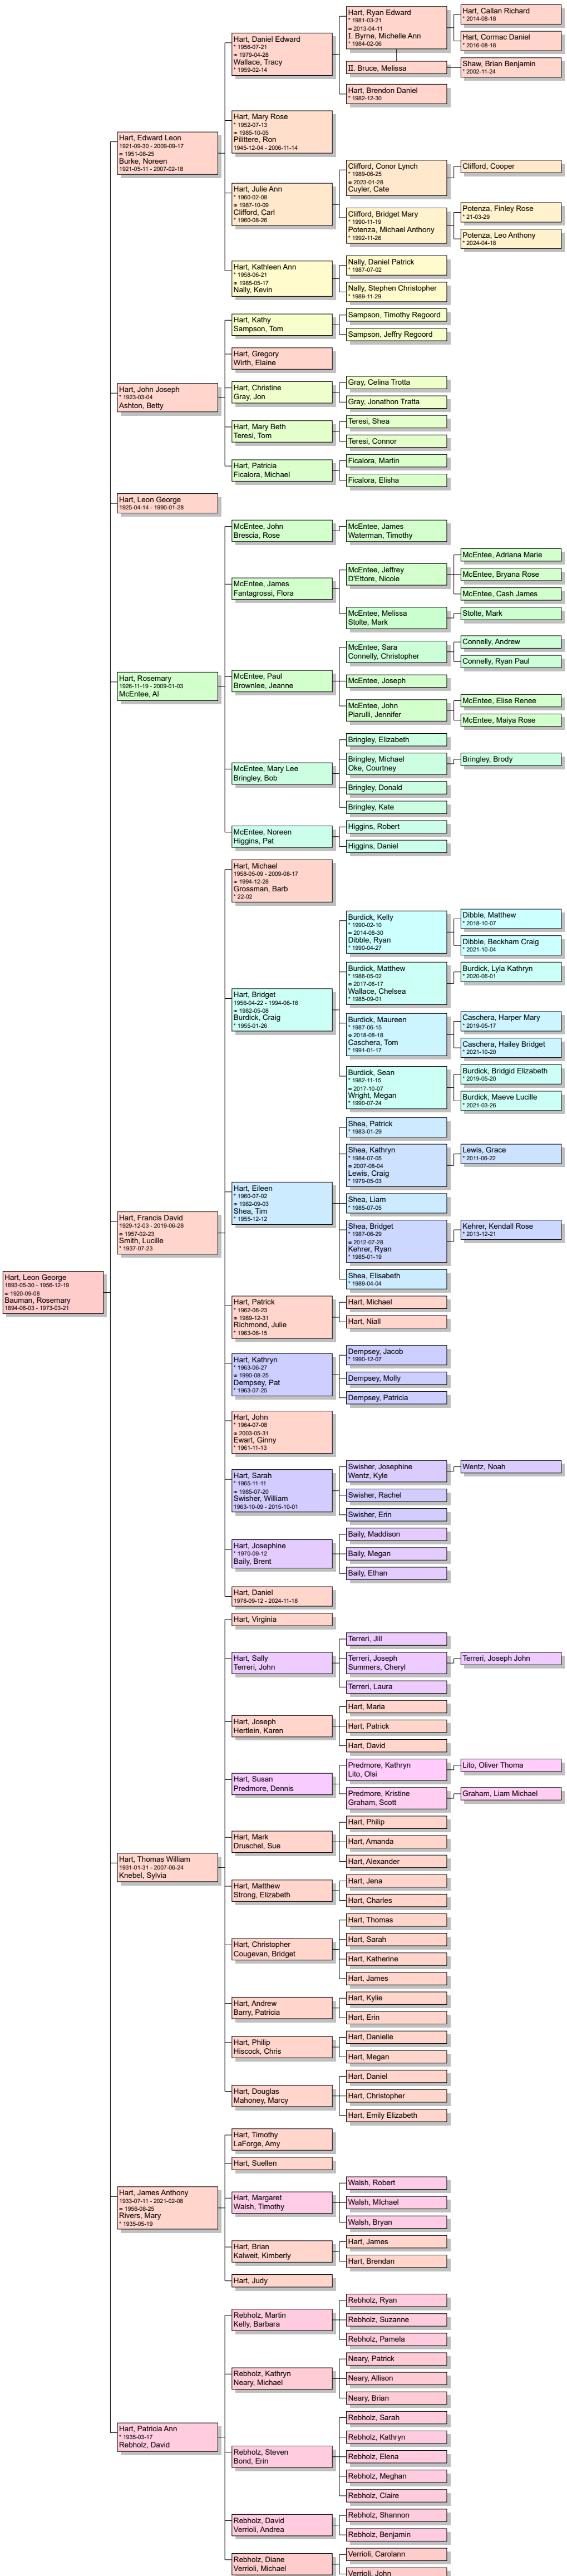 Hart, Leon George
1893-05-30 - 1956-12-19
⚭ 1920-09-08
Bauman, Rosemary
1894-06-03 - 1973-03-21
Hart, Edward Leon
1921-09-30 - 2009-09-17
⚭ 1951-08-25
Burke, Noreen
1921-05-11 - 2007-02-18
Hart, Daniel Edward
* 1956-07-21
⚭ 1979-04-28
Wallace, Tracy
* 1959-02-14
Hart, Ryan Edward
* 1981-03-21
⚭ 2013-04-11
I. Byrne, Michelle Ann
* 1984-02-06
Hart, Callan Richard
* 2014-08-18
Hart, Cormac Daniel
* 2016-08-18
II. Bruce, Melissa
Shaw, Brian Benjamin
* 2002-11-24
Hart, Brendon Daniel
* 1982-12-30
Hart, Mary Rose
* 1952-07-13
⚭ 1985-10-05
Pilittere, Ron
1945-12-04 - 2006-11-14
Hart, Julie Ann
* 1960-02-08
⚭ 1987-10-09
Clifford, Carl
* 1960-08-26
Clifford, Conor Lynch
* 1989-06-25
⚭ 2023-01-28
Cuyler, Cate
Clifford, Cooper
Clifford, Bridget Mary
* 1990-11-19
Potenza, Michael Anthony
* 1992-11-26
Potenza, Finley Rose
* 21-03-29
Potenza, Leo Anthony
* 2024-04-18
Hart, Kathleen Ann
* 1958-06-21
⚭ 1985-05-17
Nally, Kevin
Nally, Daniel Patrick
* 1987-07-02
Nally, Stephen Christopher
* 1989-11-29
Hart, John Joseph
* 1923-03-04
Ashton, Betty
Hart, Kathy
Sampson, Tom
Sampson, Timothy Regoord
Sampson, Jeffry Regoord
Hart, Gregory
Wirth, Elaine
Hart, Christine
Gray, Jon
Gray, Celina Trotta
Gray, Jonathon Tratta
Hart, Mary Beth
Teresi, Tom
Teresi, Shea
Teresi, Connor
Hart, Patricia
Ficalora, Michael
Ficalora, Martin
Ficalora, Elisha
Hart, Leon George
1925-04-14 - 1990-01-28
Hart, Rosemary
1926-11-19 - 2009-01-03
McEntee, Al
McEntee, John
Brescia, Rose
McEntee, James
Waterman, Timothy
McEntee, James
Fantagrossi, Flora
McEntee, Jeffrey
D'Ettore, Nicole
McEntee, Adriana Marie
McEntee, Bryana Rose
McEntee, Cash James
McEntee, Melissa
Stolte, Mark
Stolte, Mark
McEntee, Paul
Brownlee, Jeanne
McEntee, Sara
Connelly, Christopher
Connelly, Andrew
Connelly, Ryan Paul
McEntee, Joseph
McEntee, John
Piarulli, Jennifer
McEntee, Elise Renee
McEntee, Maiya Rose
McEntee, Mary Lee
Bringley, Bob
Bringley, Elizabeth
Bringley, Michael
Oke, Courtney
Bringley, Brody
Bringley, Donald
Bringley, Kate
McEntee, Noreen
Higgins, Pat
Higgins, Robert
Higgins, Daniel
Hart, Francis David
1929-12-03 - 2019-06-28
⚭ 1957-02-23
Smith, Lucille
* 1937-07-23
Hart, Michael
1958-05-09 - 2009-08-17
⚭ 1994-12-28
Grossman, Barb
* 22-02
Hart, Bridget
1956-04-22 - 1994-06-16
⚭ 1982-05-08
Burdick, Craig
* 1955-01-26
Burdick, Kelly
* 1990-02-10
⚭ 2014-08-30
Dibble, Ryan
* 1990-04-27
Dibble, Matthew
* 2018-10-07
Dibble, Beckham Craig
* 2021-10-04
Burdick, Matthew
* 1986-05-02
⚭ 2017-06-17
Wallace, Chelsea
* 1985-09-01
Burdick, Lyla Kathryn
* 2020-06-01
Burdick, Maureen
* 1987-06-15
⚭ 2018-08-18
Caschera, Tom
* 1991-01-17
Caschera, Harper Mary
* 2019-05-17
Caschera, Hailey Bridget
* 2021-10-20
Burdick, Sean
* 1982-11-15
⚭ 2017-10-07
Wright, Megan
* 1990-07-24
Burdick, Bridgid Elizabeth
* 2019-05-20
Burdick, Maeve Lucille
* 2021-03-26
Hart, Eileen
* 1960-07-02
⚭ 1982-09-03
Shea, Tim
* 1955-12-12
Shea, Patrick
* 1983-01-29
Shea, Kathryn
* 1984-07-05
⚭ 2007-08-04
Lewis, Craig
* 1979-05-03
Lewis, Grace
* 2011-06-22
Shea, Liam
* 1985-07-05
Shea, Bridget
* 1987-06-29
⚭ 2012-07-28
Kehrer, Ryan
* 1985-01-19
Kehrer, Kendall Rose
* 2013-12-21
Shea, Elisabeth
* 1989-04-04
Hart, Patrick
* 1962-06-23
⚭ 1989-12-31
Richmond, Julie
* 1963-06-15
Hart, Michael
Hart, Niall
Hart, Kathryn
* 1963-06-27
⚭ 1990-08-25
Dempsey, Pat
* 1963-07-25
Dempsey, Jacob
* 1990-12-07
Dempsey, Molly
Dempsey, Patricia
Hart, John
* 1964-07-08
⚭ 2003-05-31
Ewart, Ginny
* 1961-11-13
Hart, Sarah
* 1965-11-11
⚭ 1985-07-20
Swisher, William
1963-10-09 - 2015-10-01
Swisher, Josephine
Wentz, Kyle
Wentz, Noah
Swisher, Rachel
Swisher, Erin
Hart, Josephine
* 1970-09-12
Baily, Brent
Baily, Maddison
Baily, Megan
Baily, Ethan
Hart, Daniel
1978-09-12 - 2024-11-18
Hart, Thomas William
1931-01-31 - 2007-06-24
Knebel, Sylvia
Hart, Virginia
Hart, Sally
Terreri, John
Terreri, Jill
Terreri, Joseph
Summers, Cheryl
Terreri, Joseph John
Terreri, Laura
Hart, Joseph
Hertlein, Karen
Hart, Maria
Hart, Patrick
Hart, David
Hart, Susan
Predmore, Dennis
Predmore, Kathryn
Lito, Olsi
Lito, Oliver Thoma
Predmore, Kristine
Graham, Scott
Graham, Liam Michael
Hart, Mark
Druschel, Sue
Hart, Philip
Hart, Amanda
Hart, Alexander
Hart, Matthew
Strong, Elizabeth
Hart, Jena
Hart, Charles
Hart, Christopher
Cougevan, Bridget
Hart, Thomas
Hart, Sarah
Hart, Katherine
Hart, James
Hart, Andrew
Barry, Patricia
Hart, Kylie
Hart, Erin
Hart, Philip
Hiscock, Chris
Hart, Danielle
Hart, Megan
Hart, Douglas
Mahoney, Marcy
Hart, Daniel
Hart, Christopher
Hart, Emily Elizabeth
Hart, James Anthony
1933-07-11 - 2021-02-08
⚭ 1956-08-25
Rivers, Mary
* 1935-05-19
Hart, Timothy
LaForge, Amy
Hart, Suellen
Hart, Margaret
Walsh, Timothy
Walsh, Robert
Walsh, MIchael
Walsh, Bryan
Hart, Brian
Kalweit, Kimberly
Hart, James
Hart, Brendan
Hart, Judy
Hart, Patricia Ann
* 1935-03-17
Rebholz, David
Rebholz, Martin
Kelly, Barbara
Rebholz, Ryan
Rebholz, Suzanne
Rebholz, Pamela
Rebholz, Kathryn
Neary, Michael
Neary, Patrick
Neary, Allison
Neary, Brian
Rebholz, Steven
Bond, Erin
Rebholz, Sarah
Rebholz, Kathryn
Rebholz, Elena
Rebholz, Meghan
Rebholz, Claire
Rebholz, David
Verrioli, Andrea
Rebholz, Shannon
Rebholz, Benjamin
Rebholz, Diane
Verrioli, Michael
Verrioli, Carolann
Verrioli, John